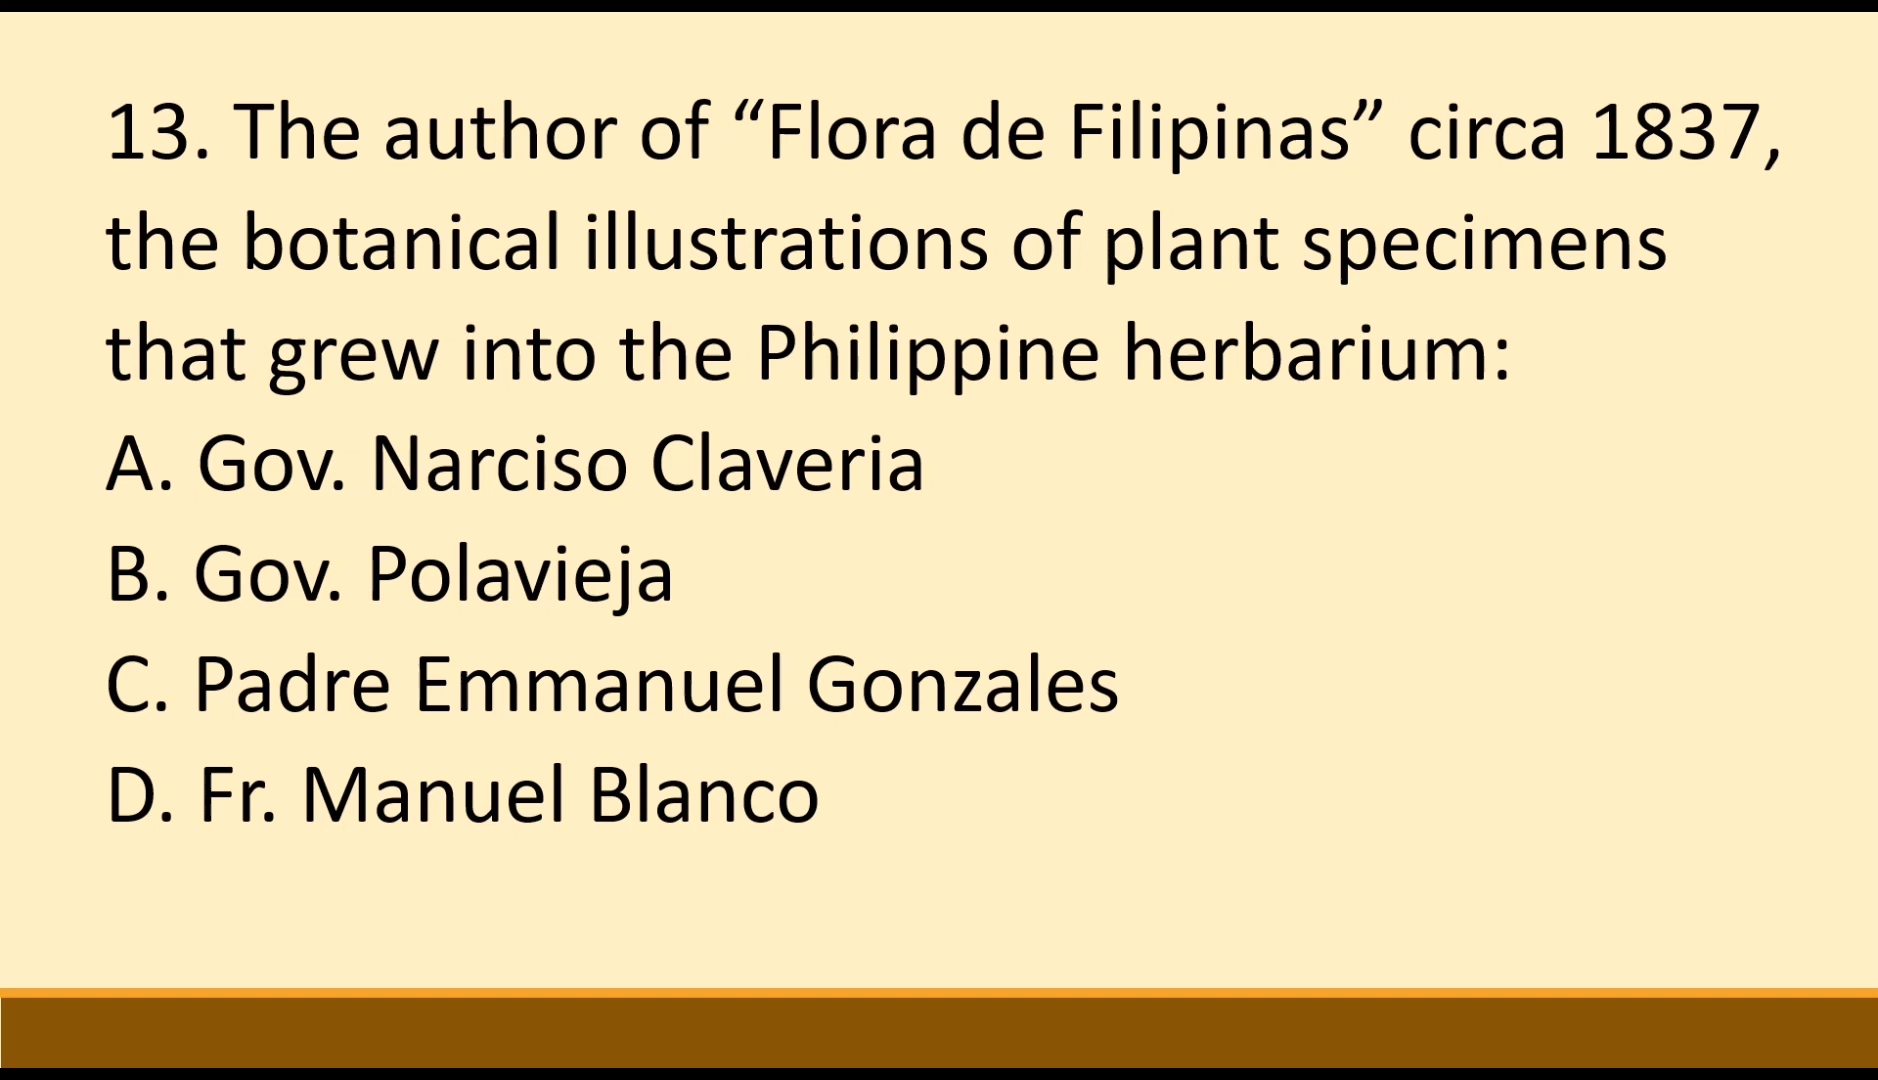 13. The author of “Flora de Filipinas” circa 1837,
the botanical illustrations of plant specimens
that grew into the Philippine herbarium:
A. Gov. Narciso Claveria
B. Gov. Polavieja
C. Padre Emmanuel Gonzales
D. Fr. Manuel Blanco